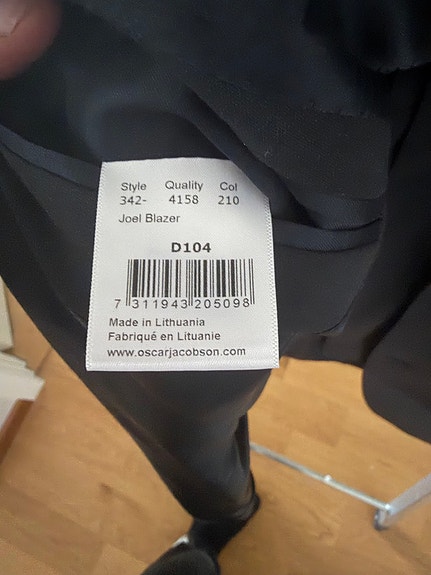 Style Quality Col
342- 4158 210
Joel Blazer
D104
7 311943 205098
Made in Lithuania
Fabriqué en Lituanie
www.oscarjacobson.com